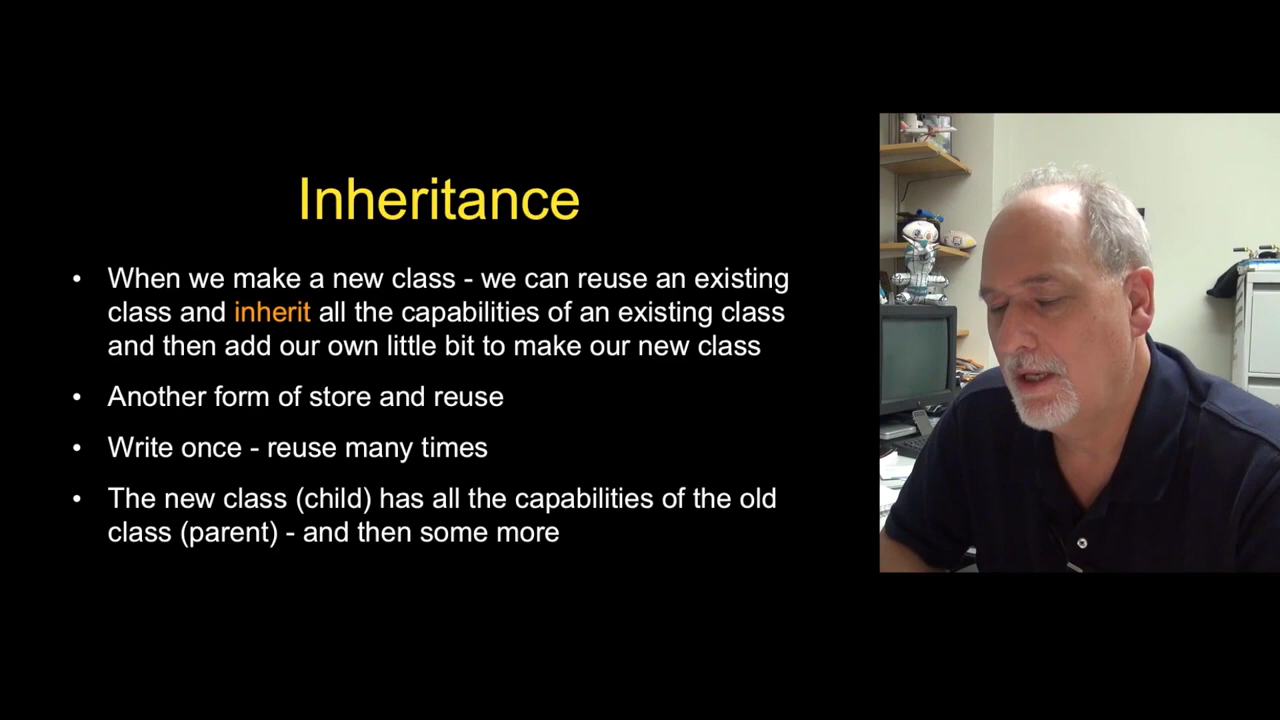 Inheritance
• When we make a new class - we can reuse an existing
class and inherit all the capabilities of an existing class
and then add our own little bit to make our new class
• Another form of store and reuse
• Write once - reuse many times
• The new class (child) has all the capabilities of the old
class (parent) - and then some more